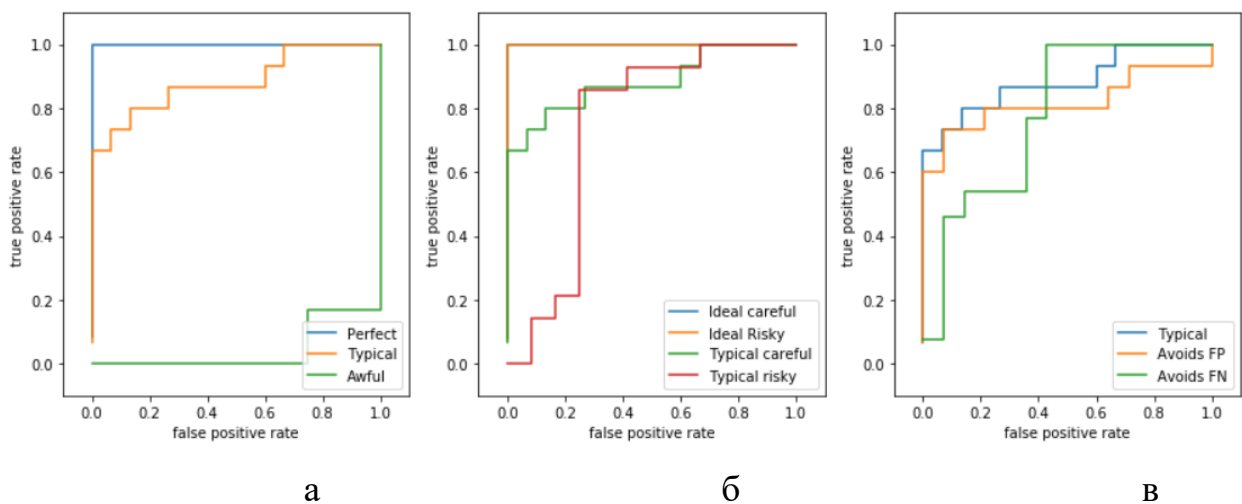 1.0
0.8
0.6
0.4
0.2
0.0
true positive rate
0.0 0.2 0.4 0.6 0.8 1.0
false positive rate
Perfect
Typical
Awful
1.0
0.8
0.6
0.4
0.2
0.0
true positive rate
0.0 0.2 0.4 0.6 0.8 1.0
false positive rate
Ideal careful
Ideal Risky
Typical careful
Typical risky
1.0
0.8
0.6
0.4
0.2
0.0
true positive rate
0.0 0.2 0.4 0.6 0.8 1.0
false positive rate
Typical
Avoids FP
Avoids FN
а б в